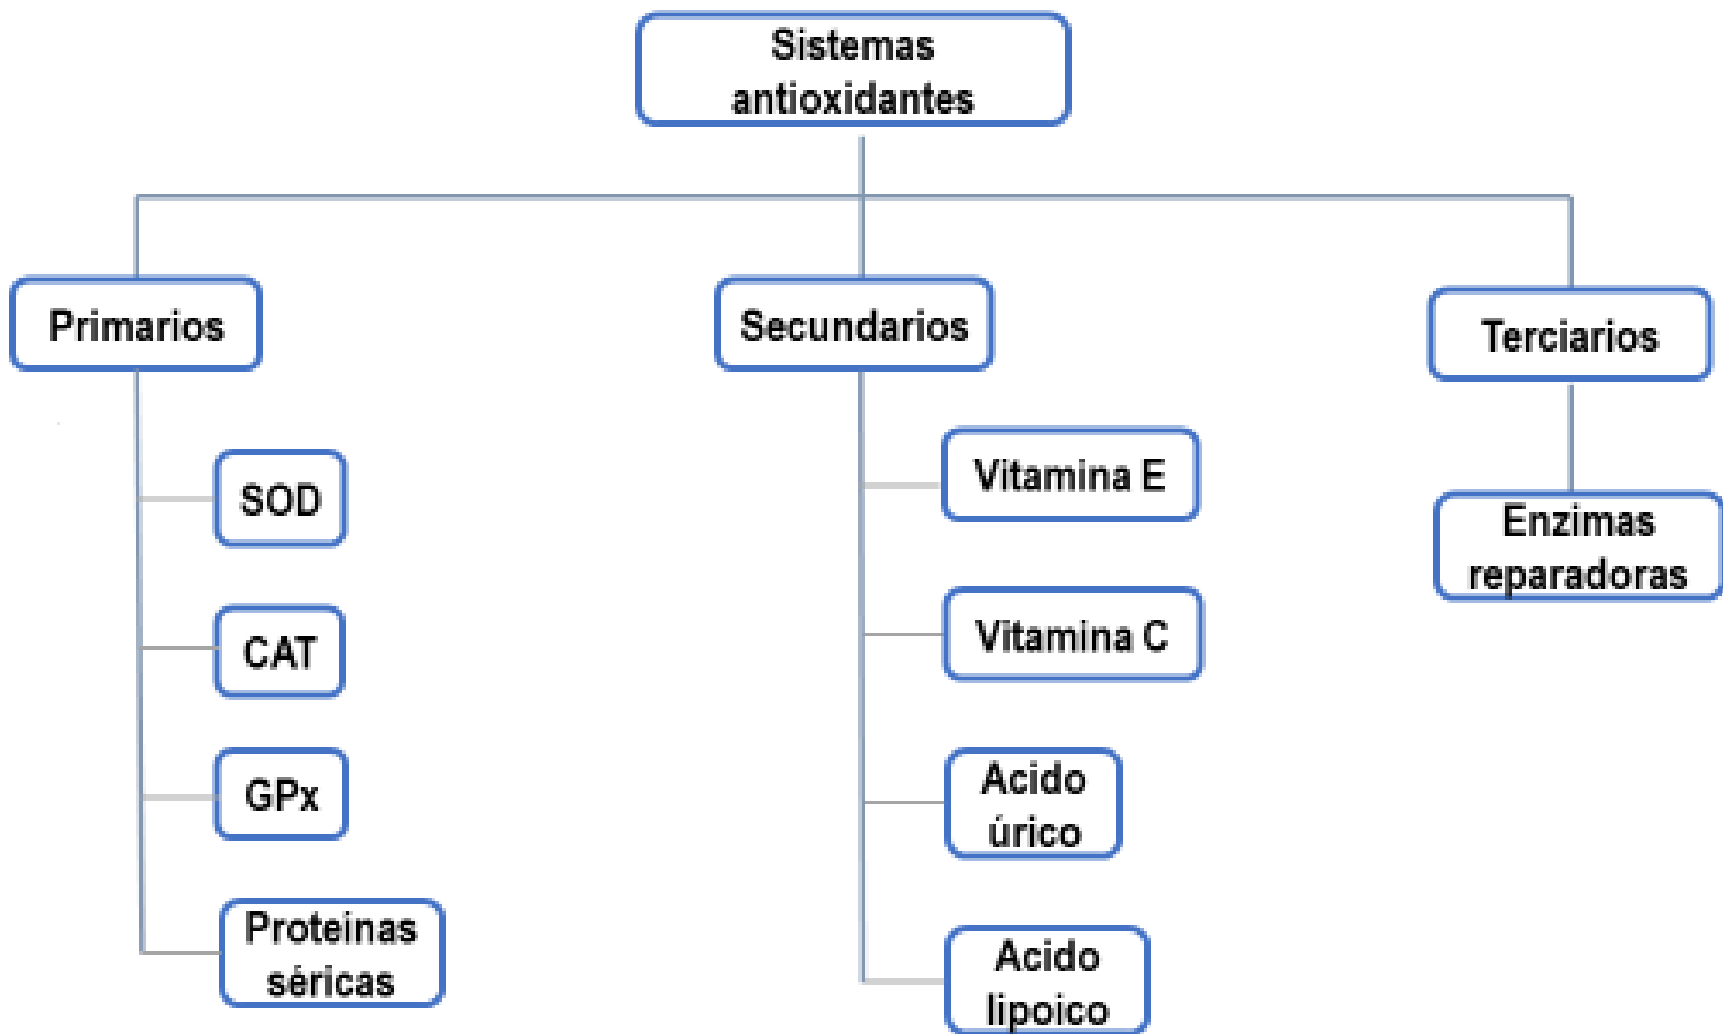 Sistemas
antioxidantes
Primarios
SOD
CAT
GPx
Proteinas
séricas
Secundarios
Vitamina E
Vitamina C
Acido
úrico
Acido
lipoico
Terciarios
Enzimas
reparadoras